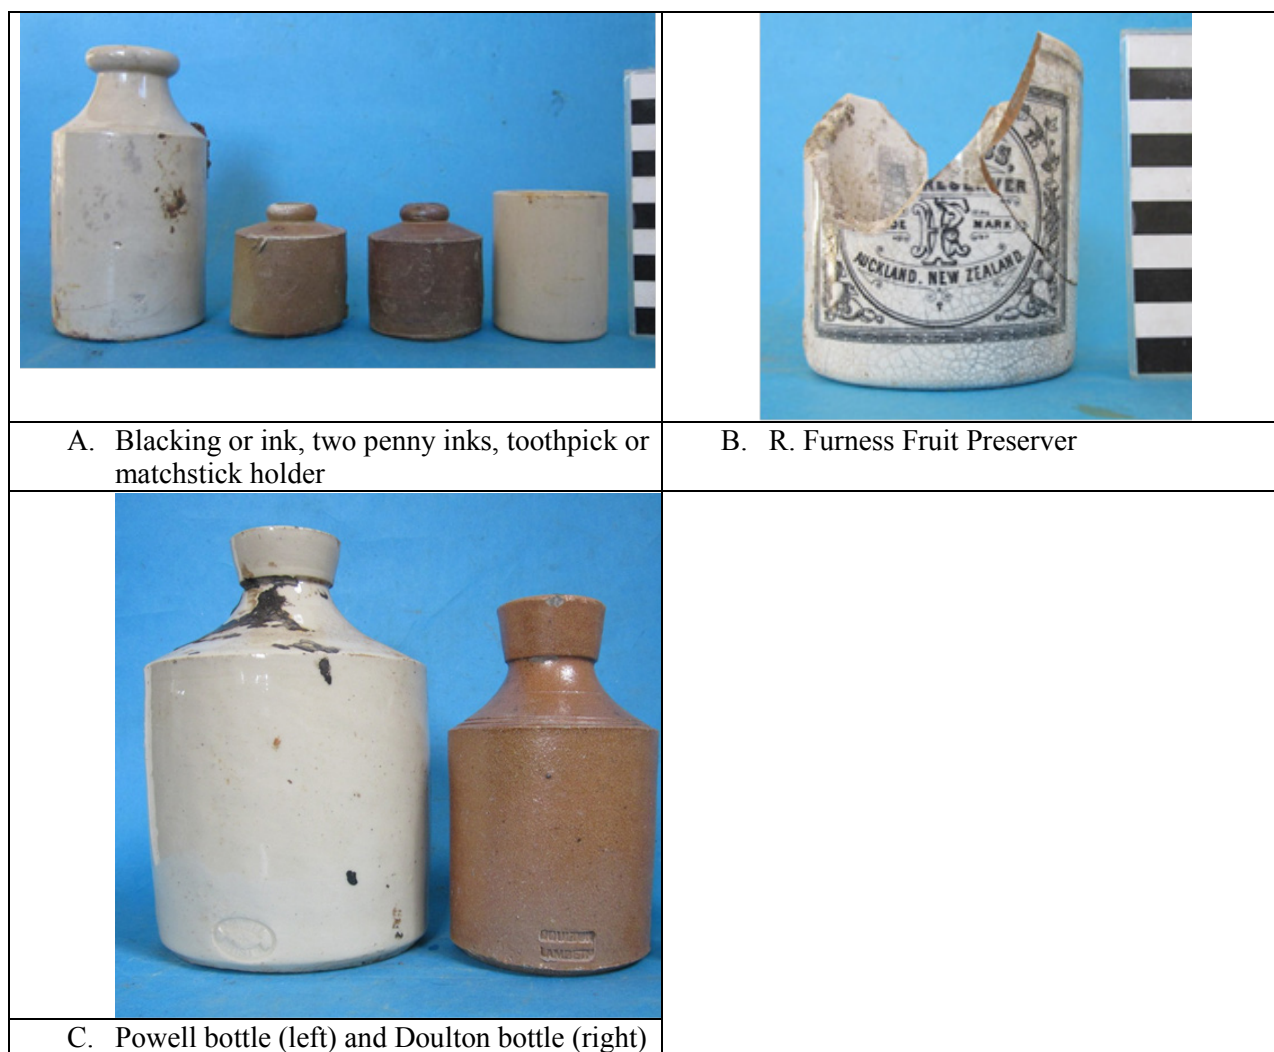 RESERVER
MARK
AUCKLAND, NEW ZEALAND.
A. Blacking or ink, two penny inks, toothpick or
matchstick holder
B. R. Furness Fruit Preserver
DOULTON
LAMBETH
C. Powell bottle (left) and Doulton bottle (right)